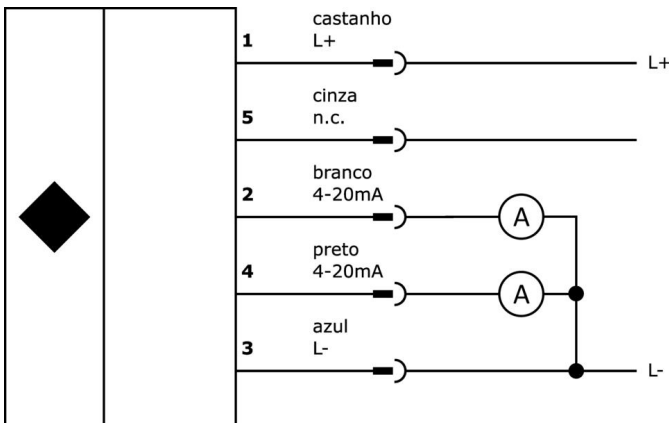 castanho
1 L+ L+
cinza
5 n.c.
branco
2 4-20mA
A
preto
4 4-20mA
A
azul
3 L-
L-